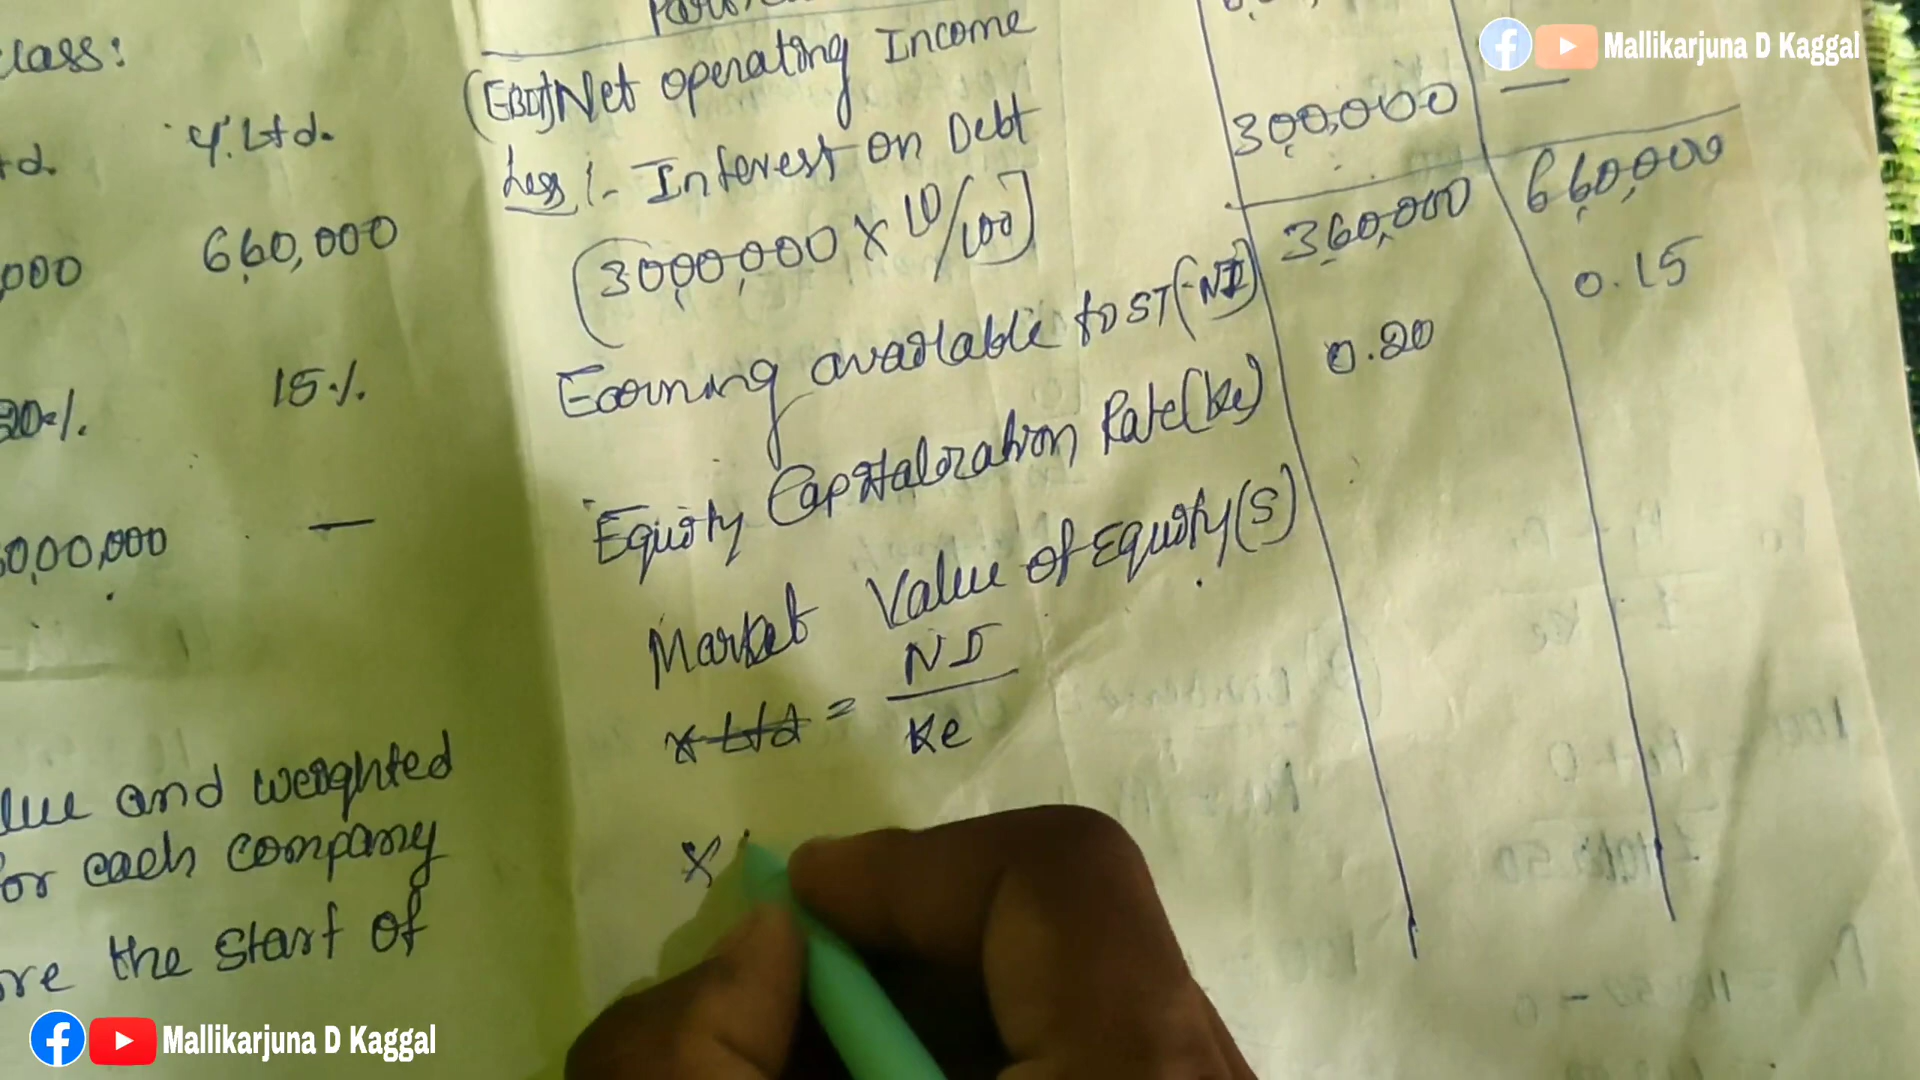 class:
td. Y.Ltd.
,000 660,000
20% 15%
0,00,000 —
lue and weighted
or each company
re the start of
(EBIT) Net operating Income
Less:- Interest on Debt 300,000 —
(3000,000 X 10/100)
Earning available to ST (-NI) 360,000 660,000
Equity Capitalization Rate (Ke) 0.20 0.15
Market Value of Equity (S)
X Ltd = NI
Ke
X
Mallikarjuna D Kaggal
Mallikarjuna D Kaggal